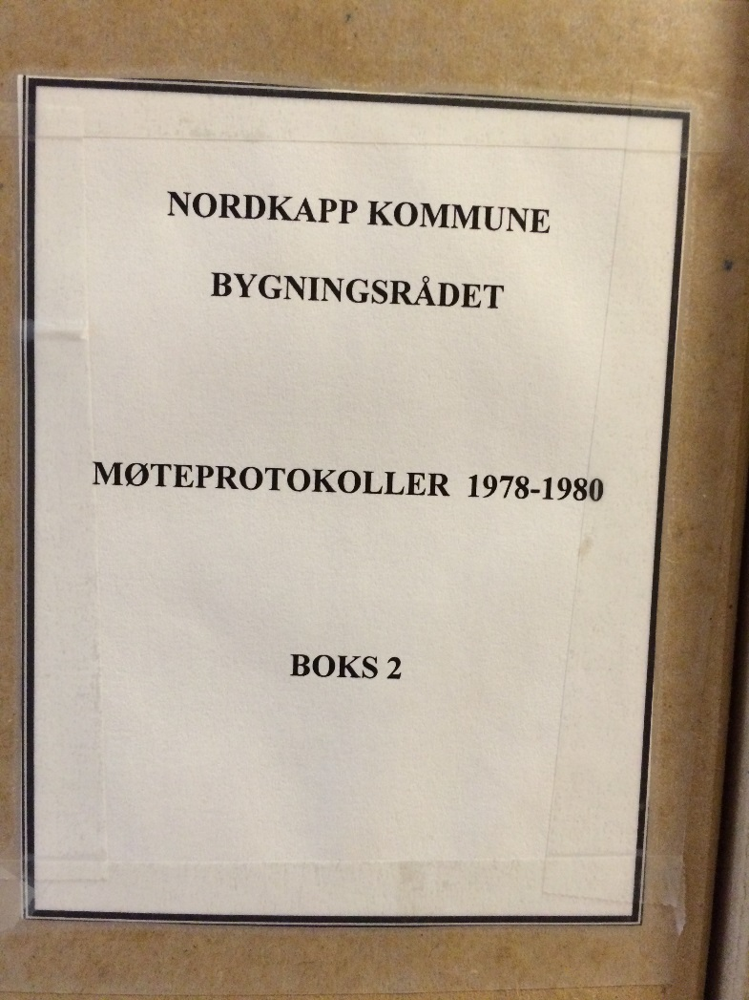 NORDKAPP KOMMUNE
BYGNINGSRÅDET
MØTEPROTOKOLLER 1978-1980
BOKS 2